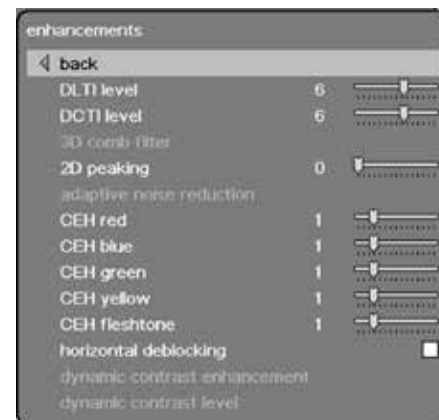 enhancements
back
DLTI level 6
DCTI level 6
3D comb filter
2D peaking 0
adaptive noise reduction
CEH red 1
CEH blue 1
CEH green 1
CEH yellow 1
CEH fleshtone 1
horizontal deblocking
dynamic contrast enhancement
dynamic contrast level